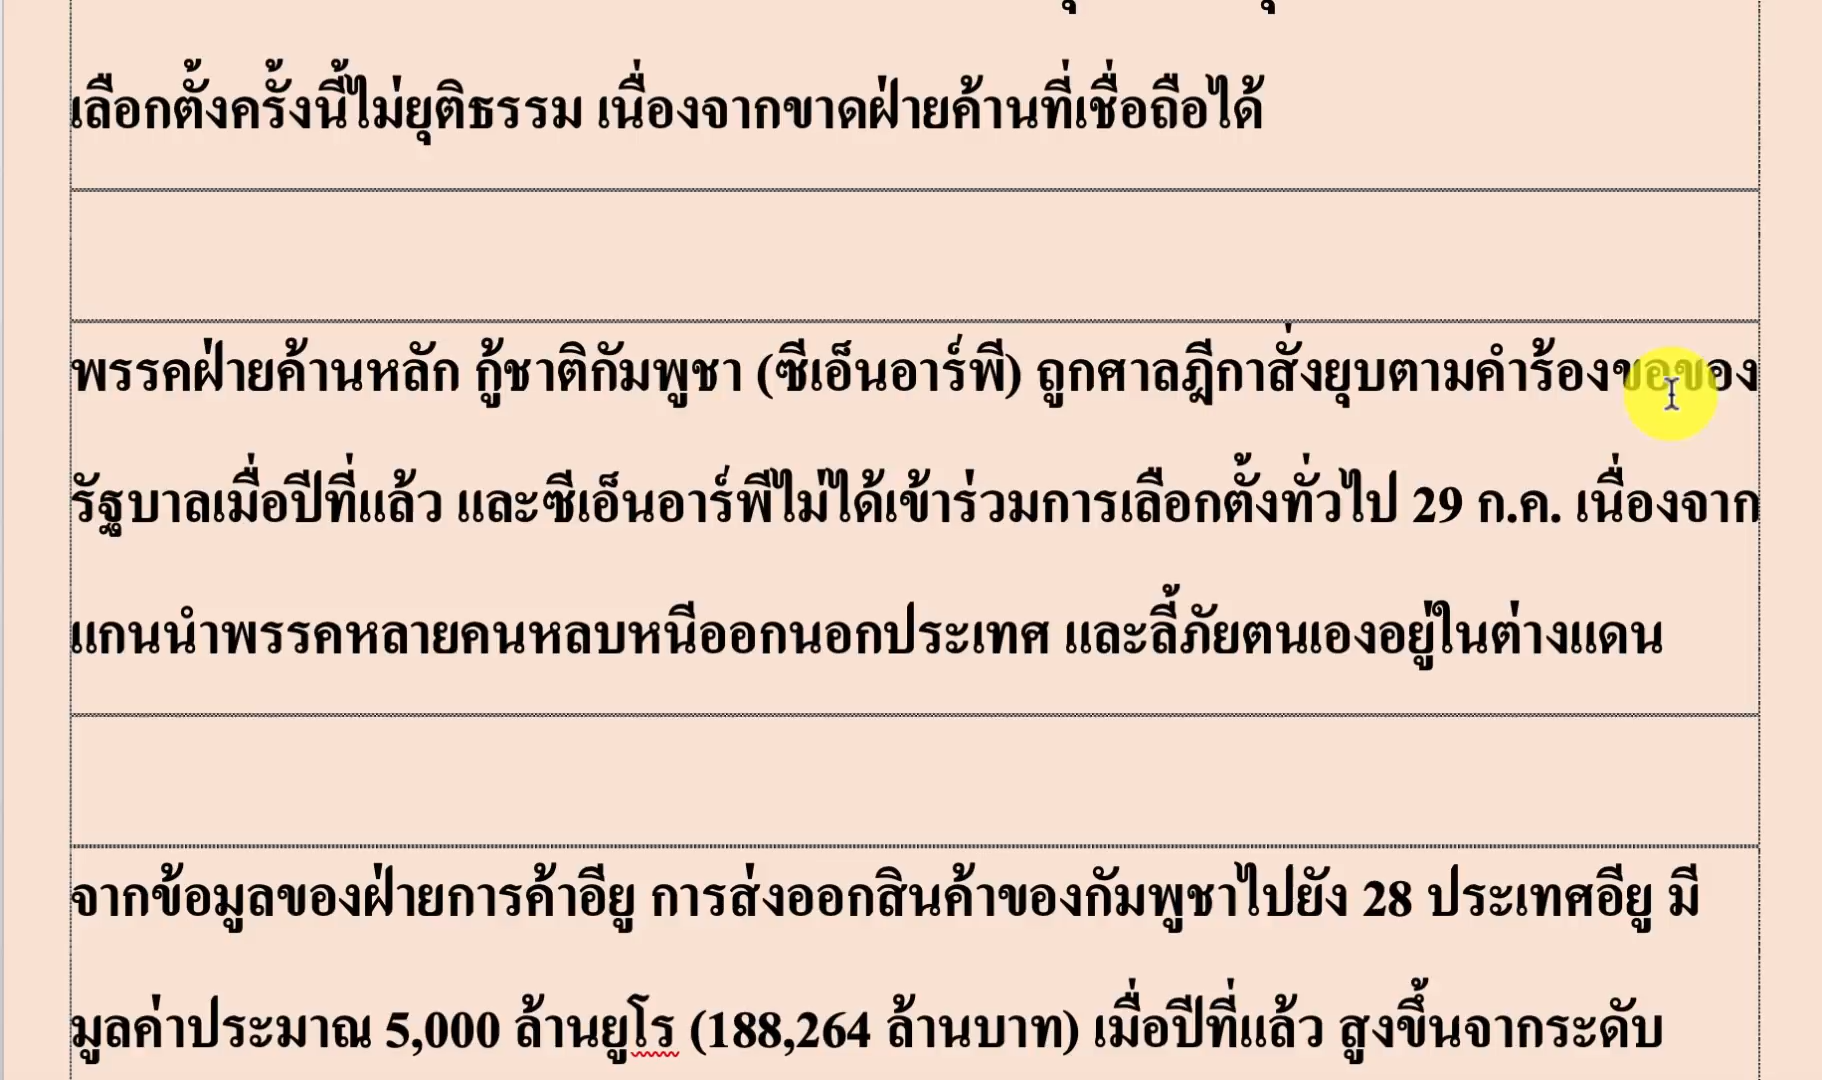 เลือกตั้งครั้งนี้ไม่ยุติธรรม เนื่องจากขาดฝ่ายค้านที่เชื่อถือได้
พรรคฝ่ายค้านหลัก กู้ชาติกัมพูชา (ซีเอ็นอาร์พี) ถูกศาลฎีกาสั่งยุบตามคำร้องขอของ
รัฐบาลเมื่อปีที่แล้ว และซีเอ็นอาร์พีไม่ได้เข้าร่วมการเลือกตั้งทั่วไป 29 ก.ค. เนื่องจาก
แกนนำพรรคหลายคนหลบหนีออกนอกประเทศ และลี้ภัยตนเองอยู่ในต่างแดน
จากข้อมูลของฝ่ายการค้าอียู การส่งออกสินค้าของกัมพูชาไปยัง 28 ประเทศอียู มี
มูลค่าประมาณ 5,000 ล้านยูโร (188,264 ล้านบาท) เมื่อปีที่แล้ว สูงขึ้นจากระดับ